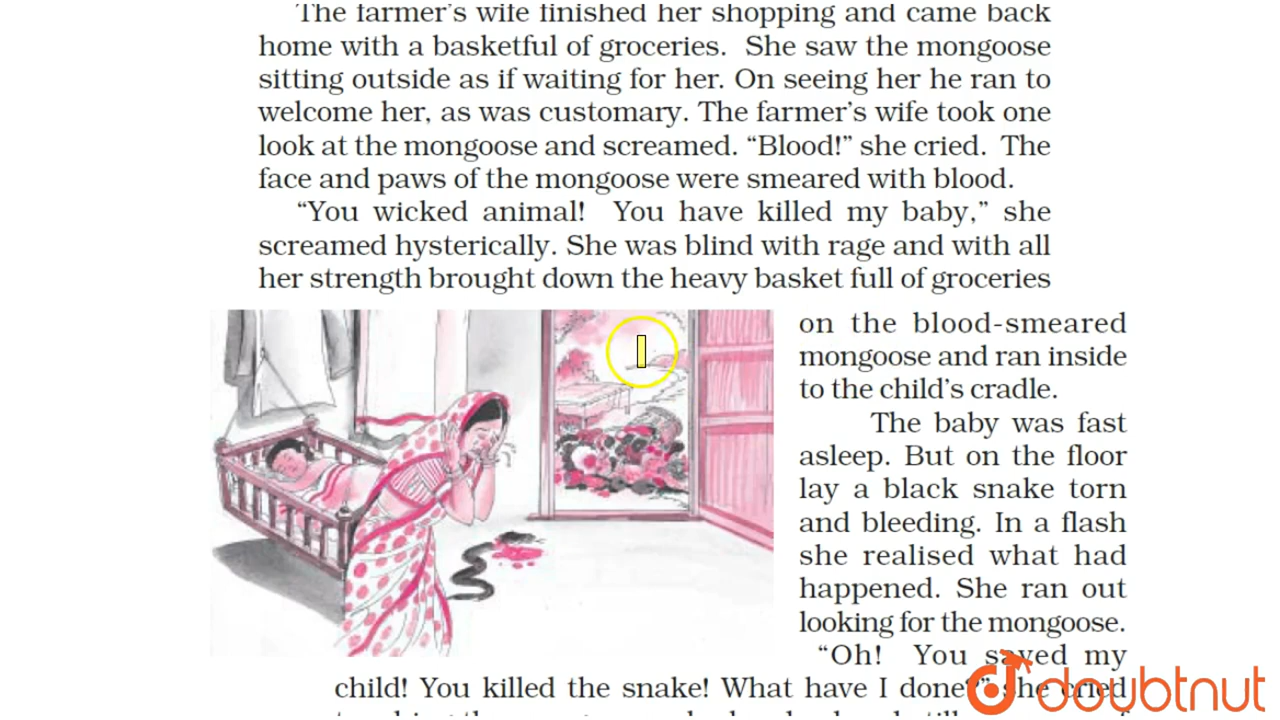 The farmer's wife finished her shopping and came back
home with a basketful of groceries. She saw the mongoose
sitting outside as if waiting for her. On seeing her he ran to
welcome her, as was customary. The farmer's wife took one
look at the mongoose and screamed. “Blood!” she cried. The
face and paws of the mongoose were smeared with blood.
“You wicked animal! You have killed my baby,” she
screamed hysterically. She was blind with rage and with all
her strength brought down the heavy basket full of groceries
on the blood-smeared
mongoose and ran inside
to the child's cradle.
The baby was fast
asleep. But on the floor
lay a black snake torn
and bleeding. In a flash
she realised what had
happened. She ran out
looking for the mongoose.
“Oh! You saved my
child! You killed the snake! What have I done?” she cried
doubtnut